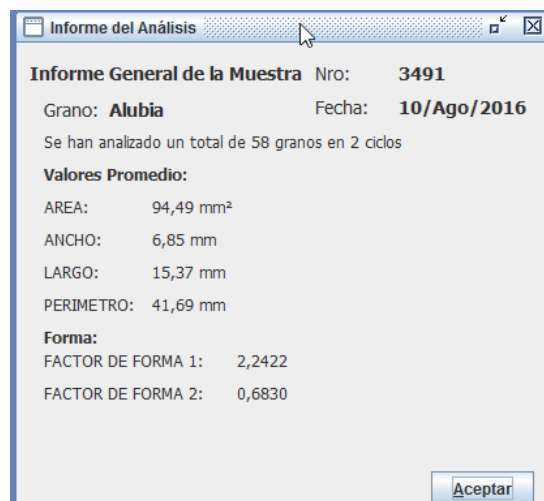 Informe del Análisis
Informe General de la Muestra Nro: 3491
Grano: Alubia Fecha: 10/Ago/2016
Se han analizado un total de 58 granos en 2 ciclos
Valores Promedio:
AREA: 94,49 mm²
ANCHO: 6,85 mm
LARGO: 15,37 mm
PERIMETRO: 41,69 mm
Forma:
FACTOR DE FORMA 1: 2,2422
FACTOR DE FORMA 2: 0,6830
Aceptar